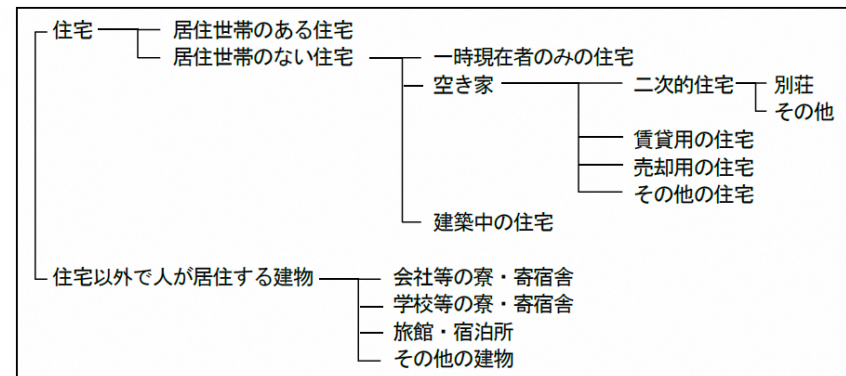 住宅 居住世帯のある住宅
居住世帯のない住宅 一時現在者のみの住宅
空き家 二次的住宅 別荘
その他
賃貸用の住宅
売却用の住宅
その他の住宅
建築中の住宅
住宅以外で人が居住する建物 会社等の寮・寄宿舎
学校等の寮・寄宿舎
旅館・宿泊所
その他の建物